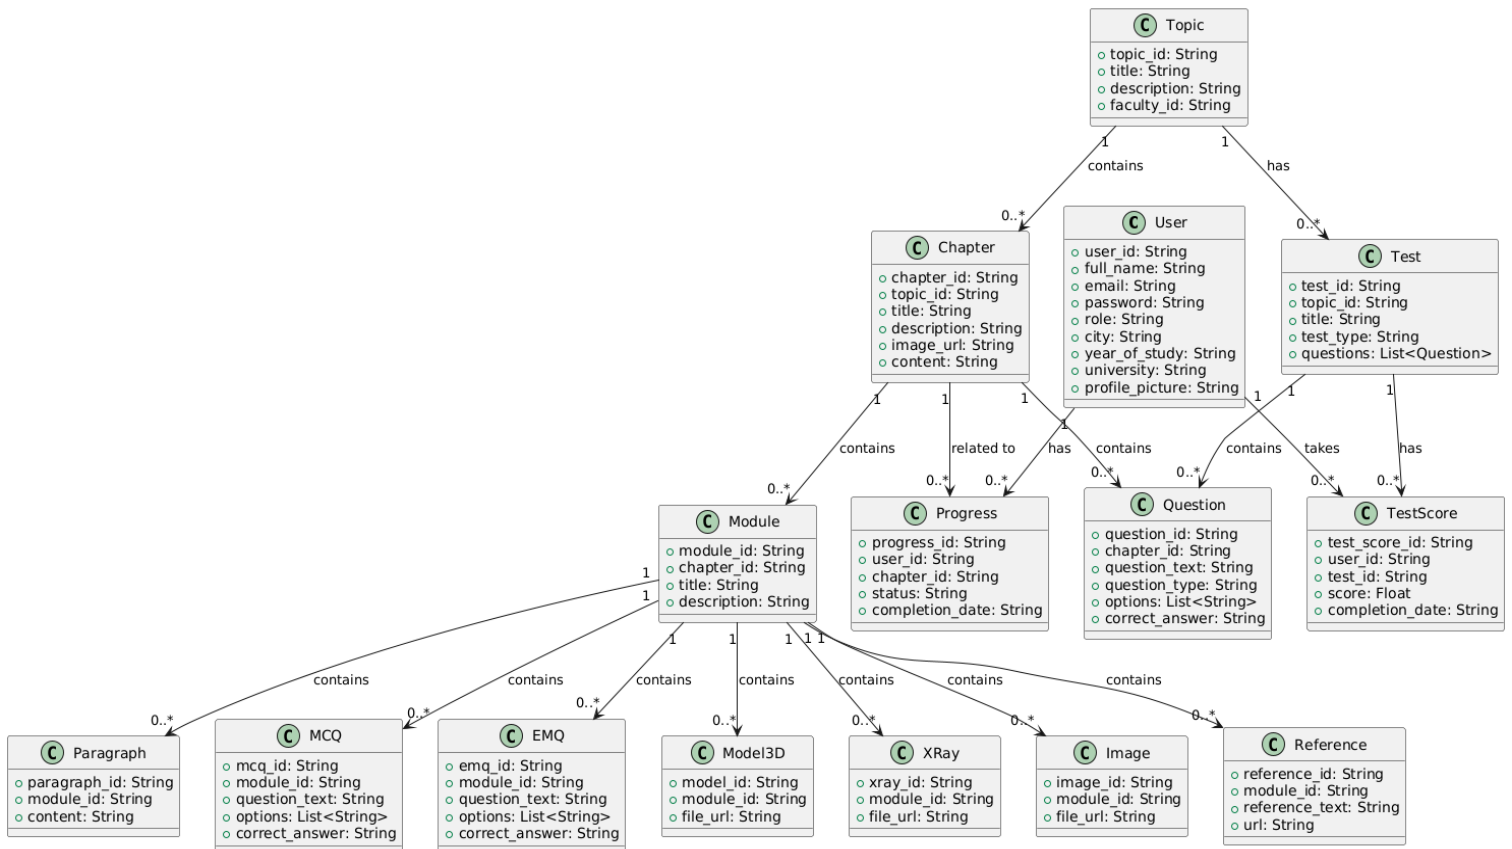 C Topic
topic_id: String
title: String
description: String
faculty_id: String
1
1
contains
has
0..*
0..*
C User
user_id: String
full_name: String
email: String
password: String
role: String
city: String
year_of_study: String
university: String
profile_picture: String
C Chapter
chapter_id: String
topic_id: String
title: String
description: String
image_url: String
content: String
C Test
test_id: String
topic_id: String
title: String
test_type: String
questions: List<Question>
1
1
1
1
1
1
1
contains
related to
has
contains
contains
takes
has
0..*
0..*
0..*
0..*
0..*
0..*
0..*
C Module
module_id: String
chapter_id: String
title: String
description: String
C Progress
progress_id: String
user_id: String
chapter_id: String
status: String
completion_date: String
C Question
question_id: String
chapter_id: String
question_text: String
question_type: String
options: List<String>
correct_answer: String
C TestScore
test_score_id: String
user_id: String
test_id: String
score: Float
completion_date: String
1
1
1
1
1
1
1
contains
contains
contains
contains
contains
contains
contains
0..*
0..*
0..*
0..*
0..*
0..*
0..*
C Paragraph
paragraph_id: String
module_id: String
content: String
C MCQ
mcq_id: String
module_id: String
question_text: String
options: List<String>
correct_answer: String
C EMQ
emq_id: String
module_id: String
question_text: String
options: List<String>
correct_answer: String
C Model3D
model_id: String
module_id: String
file_url: String
C XRay
xray_id: String
module_id: String
file_url: String
C Image
image_id: String
module_id: String
file_url: String
C Reference
reference_id: String
module_id: String
reference_text: String
url: String